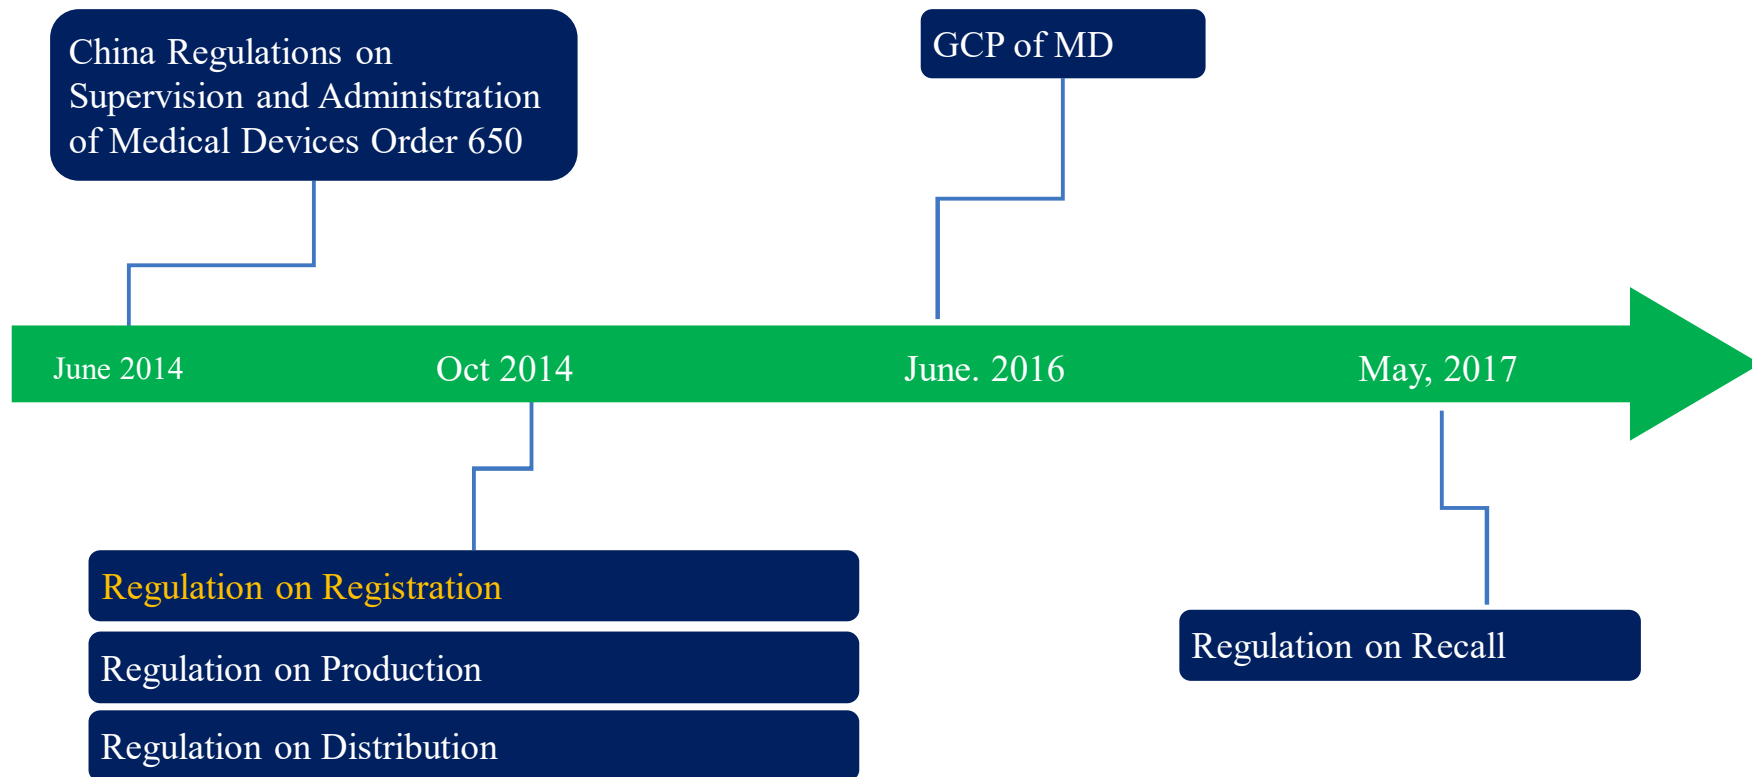 China Regulations on
Supervision and Administration
of Medical Devices Order 650
GCP of MD
June 2014
Oct 2014
June. 2016
May, 2017
Regulation on Registration
Regulation on Production
Regulation on Distribution
Regulation on Recall